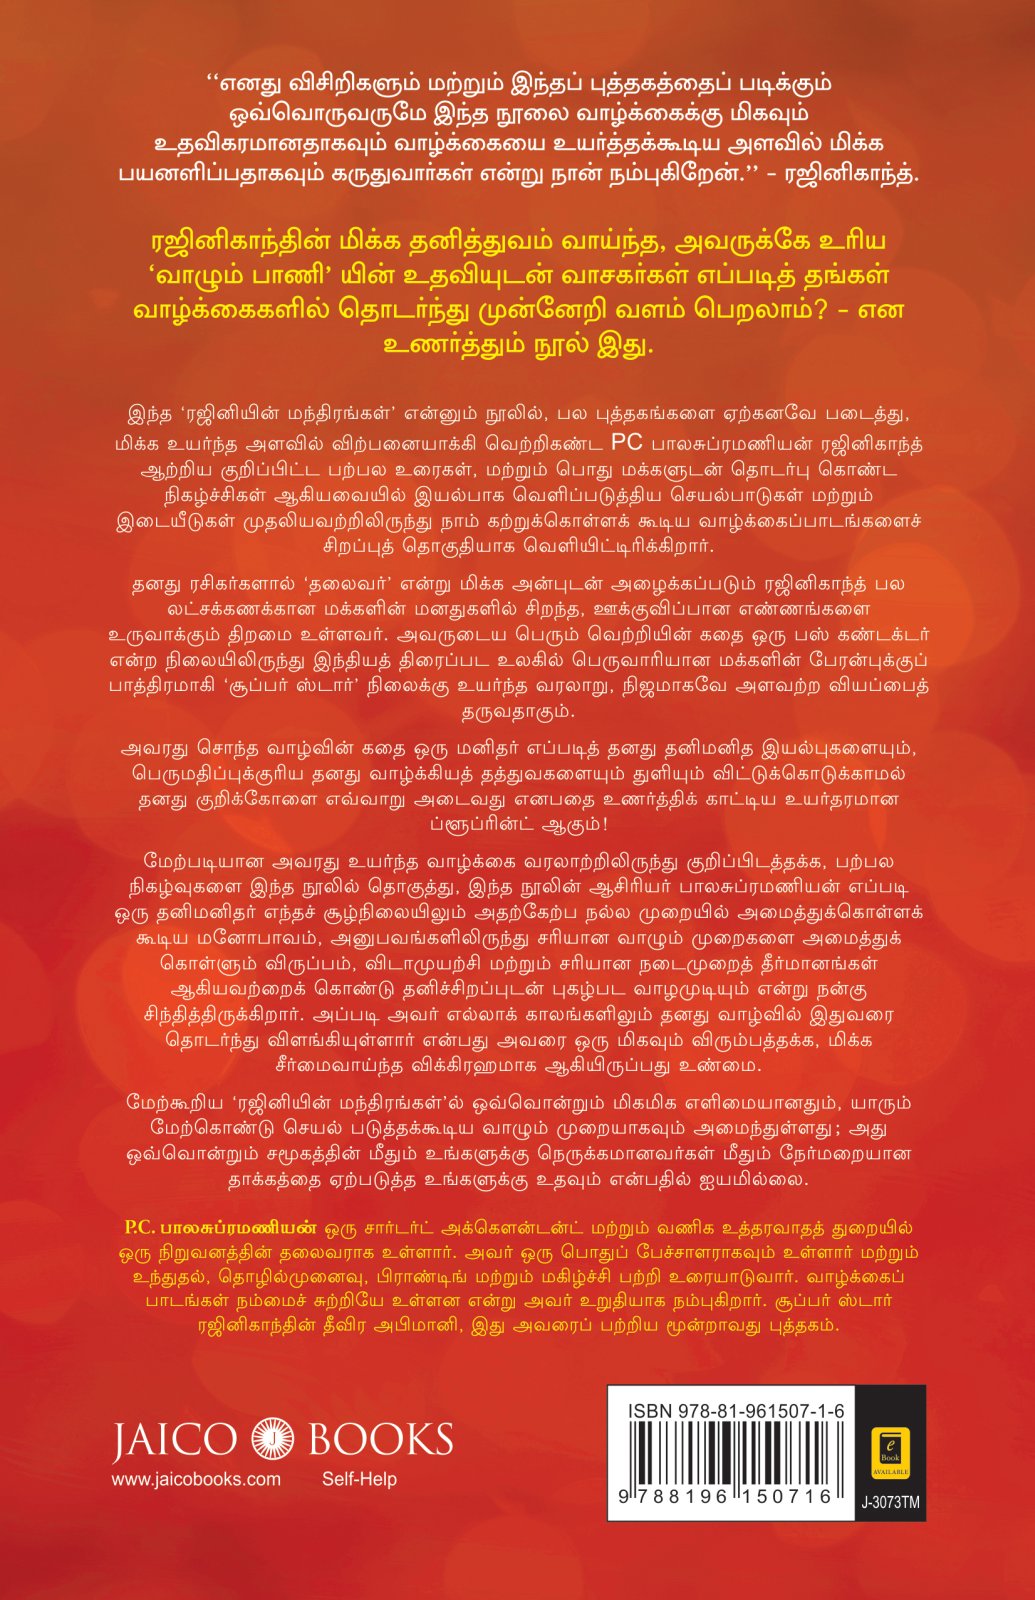 ‘‘எனது விசிறிகளும் மற்றும் இந்தப் புத்தகத்தைப் படிக்கும்
ஒவ்வொருவருமே இந்த நூலை வாழ்க்கைக்கு மிகவும்
உதவிகரமானதாகவும் வாழ்க்கையை உயர்த்தக்கூடிய அளவில் மிக்க
பயனளிப்பதாகவும் கருதுவார்கள் என்று நான் நம்புகிறேன்.’’ – ரஜினிகாந்த்.
ரஜினிகாந்தின் மிக்க தனித்துவம் வாய்ந்த, அவருக்கே உரிய
‘வாழும் பாணி’ யின் உதவியுடன் வாசகர்கள் எப்படித் தங்கள்
வாழ்க்கைகளில் தொடர்ந்து முன்னேறி வளம் பெறலாம்? – என
உணர்த்தும் நூல் இது.
இந்த ‘ரஜினியின் மந்திரங்கள்’ என்னும் நூலில், பல புத்தகங்களை ஏற்கனவே படைத்து,
மிக்க உயர்ந்த அளவில் விற்பனையாக்கி வெற்றிகண்ட PC பாலசுப்ரமணியன் ரஜினிகாந்த்
ஆற்றிய குறிப்பிட்ட பற்பல உரைகள், மற்றும் பொது மக்களுடன் தொடர்பு கொண்ட
நிகழ்ச்சிகள் ஆகியவையில் இயல்பாக வெளிப்படுத்திய செயல்பாடுகள் மற்றும்
இடையீடுகள் முதலியவற்றிலிருந்து நாம் கற்றுக்கொள்ளக் கூடிய வாழ்க்கைப்பாடங்களைச்
சிறப்புத் தொகுதியாக வெளியிட்டிரிக்கிறார்.
தனது ரசிகர்களால் ‘தலைவர்’ என்று மிக்க அன்புடன் அழைக்கப்படும் ரஜினிகாந்த் பல
லட்சக்கணக்கான மக்களின் மனதுகளில் சிறந்த, ஊக்குவிப்பான எண்ணங்களை
உருவாக்கும் திறமை உள்ளவர். அவருடைய பெரும் வெற்றியின் கதை ஒரு பஸ் கண்டக்டர்
என்ற நிலையிலிருந்து இந்தியத் திரைப்பட உலகில் பெருவாரியான மக்களின் பேரன்புக்குப்
பாத்திரமாகி ‘சூப்பர் ஸ்டார்’ நிலைக்கு உயர்ந்த வரலாறு, நிஜமாகவே அளவற்ற வியப்பைத்
தருவதாகும்.
அவரது சொந்த வாழ்வின் கதை ஒரு மனிதர் எப்படித் தனது தனிமனித இயல்புகளையும்,
பெருமதிப்புக்குரிய தனது வாழ்க்கியத் தத்துவகளையும் துளியும் விட்டுக்கொடுக்காமல்
தனது குறிக்கோளை எவ்வாறு அடைவது எனபதை உணர்த்திக் காட்டிய உயர்தரமான
ப்ளூப்ரின்ட் ஆகும்!
மேற்படியான அவரது உயர்ந்த வாழ்க்கை வரலாற்றிலிருந்து குறிப்பிடத்தக்க, பற்பல
நிகழ்வுகளை இந்த நூலில் தொகுத்து, இந்த நூலின் ஆசிரியர் பாலசுப்ரமணியன் எப்படி
ஒரு தனிமனிதர் எந்தச் சூழ்நிலையிலும் அதற்கேற்ப நல்ல முறையில் அமைத்துக்கொள்ளக்
கூடிய மனோபாவம், அனுபவங்களிலிருந்து சரியான வாழும் முறைகளை அமைத்துக்
கொள்ளும் விருப்பம், விடாமுயற்சி மற்றும் சரியான நடைமுறைத் தீர்மானங்கள்
ஆகியவற்றைக் கொண்டு தனிச்சிறப்புடன் புகழ்பட வாழமுடியும் என்று நன்கு
சிந்தித்திருக்கிறார். அப்படி அவர் எல்லாக் காலங்களிலும் தனது வாழ்வில் இதுவரை
தொடர்ந்து விளங்கியுள்ளார் என்பது அவரை ஒரு மிகவும் விரும்பத்தக்க, மிக்க
சீர்மைவாய்ந்த விக்கிரஹமாக ஆகியிருப்பது உண்மை.
மேற்கூறிய ‘ரஜினியின் மந்திரங்கள்’ல் ஒவ்வொன்றும் மிகமிக எளிமையானதும், யாரும்
மேற்கொண்டு செயல் படுத்தக்கூடிய வாழும் முறையாகவும் அமைந்துள்ளது; அது
ஒவ்வொன்றும் சமூகத்தின் மீதும் உங்களுக்கு நெருக்கமானவர்கள் மீதும் நேர்மறையான
தாக்கத்தை ஏற்படுத்த உங்களுக்கு உதவும் என்பதில் ஐயமில்லை.
P.C. பாலசுப்ரமணியன் ஒரு சார்டர்ட் அக்கௌன்டன்ட் மற்றும் வணிக உத்தரவாதத் துறையில்
ஒரு நிறுவனத்தின் தலைவராக உள்ளார். அவர் ஒரு பொதுப் பேச்சாளராகவும் உள்ளார் மற்றும்
உந்துதல், தொழில்முனைவு, பிராண்டிங் மற்றும் மகிழ்ச்சி பற்றி உரையாடுவார். வாழ்க்கைப்
பாடங்கள் நம்மைச் சுற்றியே உள்ளன என்று அவர் உறுதியாக நம்புகிறார். சூப்பர் ஸ்டார்
ரஜினிகாந்தின் தீவிர அபிமானி, இது அவரைப் பற்றிய மூன்றாவது புத்தகம்.
JAICO J BOOKS
www.jaicobooks.com Self-Help
ISBN 978-81-961507-1-6
9 788196 150716
e
Book
AVAILABLE
J-3073TM